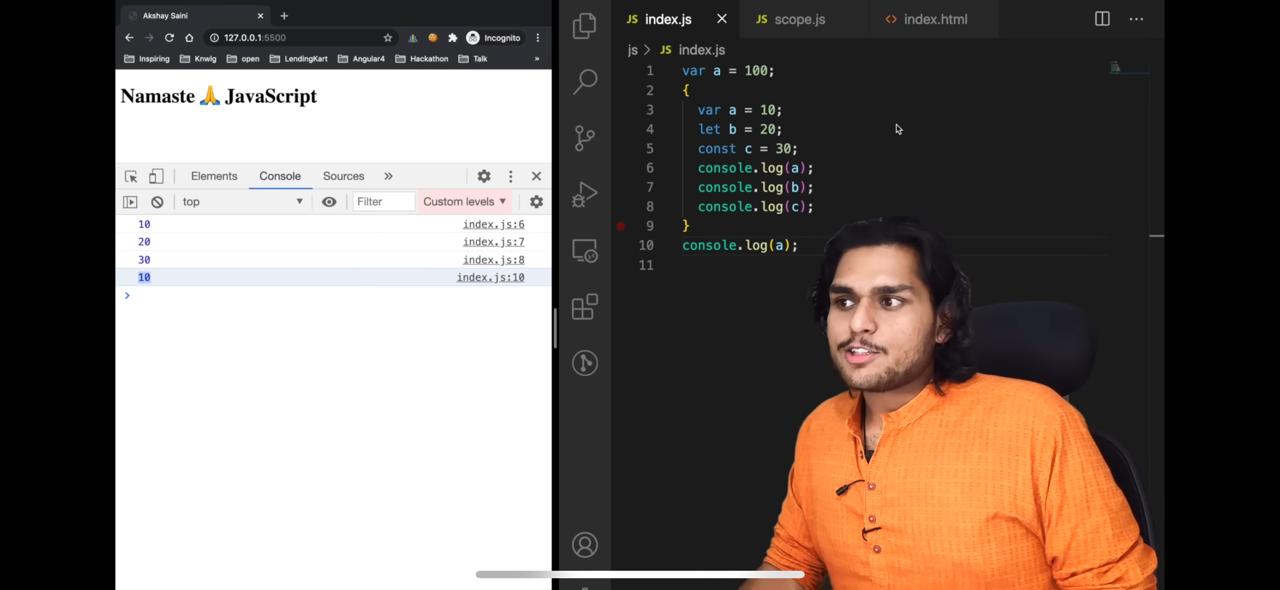 Akshay Saini
127.0.0.1:5500
Incognito
Inspiring Knwlg open LendingKart Angular4 Hackathon Talk »
Namaste 🙏 JavaScript
Elements Console Sources »
top Filter Custom levels
10 index.js:6
20 index.js:7
30 index.js:8
10 index.js:10
JS index.js JS scope.js <> index.html
js > JS index.js
1 var a = 100;
2 {
3 var a = 10;
4 let b = 20;
5 const c = 30;
6 console.log(a);
7 console.log(b);
8 console.log(c);
9 }
10 console.log(a);
11